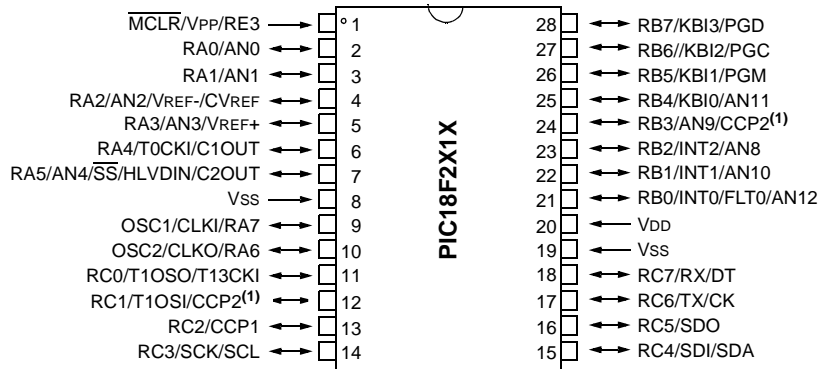 MCLR/VPP/RE3 1
RA0/AN0 2
RA1/AN1 3
RA2/AN2/VREF-/CVREF 4
RA3/AN3/VREF+ 5
RA4/T0CKI/C1OUT 6
RA5/AN4/SS/HLVDIN/C2OUT 7
VSS 8
OSC1/CLKI/RA7 9
OSC2/CLKO/RA6 10
RC0/T1OSO/T13CKI 11
RC1/T1OSI/CCP2(1) 12
RC2/CCP1 13
RC3/SCK/SCL 14
PIC18F2X1X
28 RB7/KBI3/PGD
27 RB6//KBI2/PGC
26 RB5/KBI1/PGM
25 RB4/KBI0/AN11
24 RB3/AN9/CCP2(1)
23 RB2/INT2/AN8
22 RB1/INT1/AN10
21 RB0/INT0/FLT0/AN12
20 VDD
19 VSS
18 RC7/RX/DT
17 RC6/TX/CK
16 RC5/SDO
15 RC4/SDI/SDA